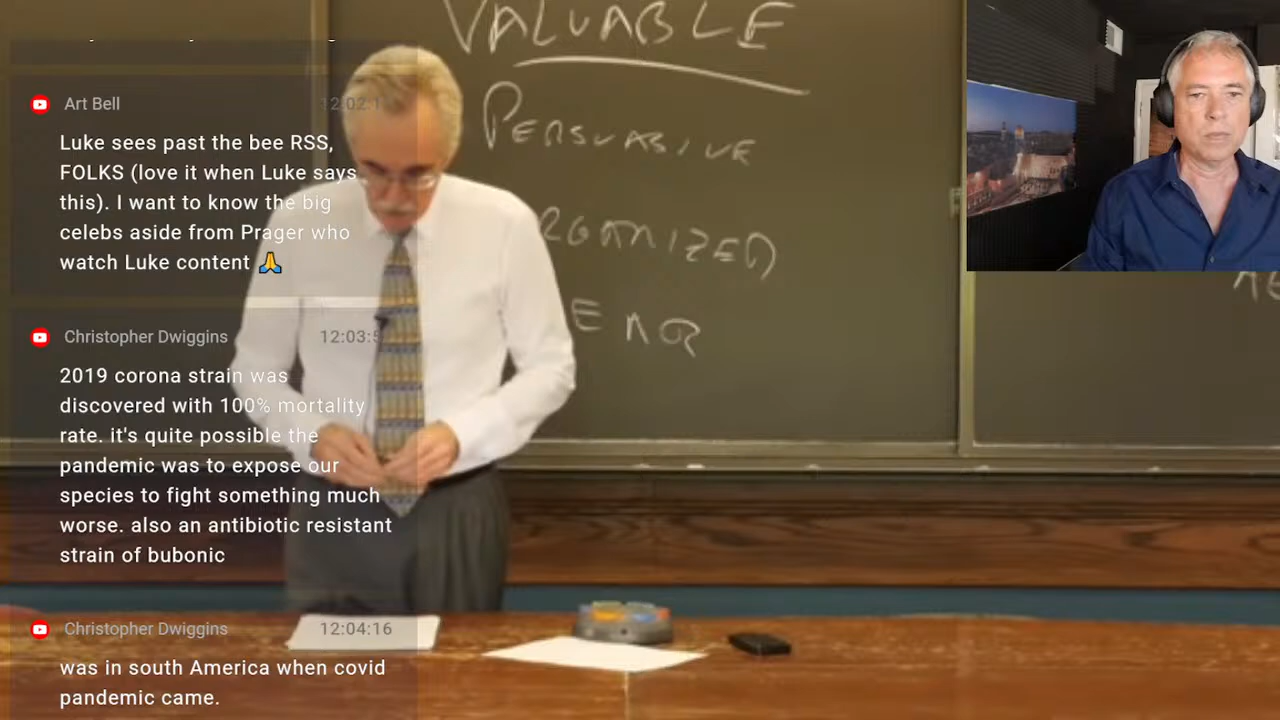 Art Bell
Luke sees past the bee RSS,
FOLKS (love it when Luke says
this). I want to know the big
celebs aside from Prager who
watch Luke content 🙏
Christopher Dwiggins
2019 corona strain was
discovered with 100% mortality
rate. it's quite possible the
pandemic was to expose our
species to fight something much
worse. also an antibiotic resistant
strain of bubonic
Christopher Dwiggins 12:04:16
was in south America when covid
pandemic came.
VALUABLE
PERSUASIVE